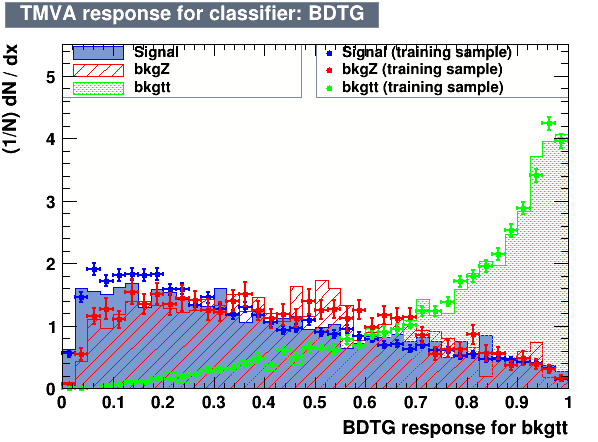 TMVA response for classifier: BDTG
(1/N) dN / dx
Signal
bkgZ
bkgtt
Signal (training sample)
bkgZ (training sample)
bkgtt (training sample)
5
4
3
2
1
0
0 0.1 0.2 0.3 0.4 0.5 0.6 0.7 0.8 0.9 1
BDTG response for bkgtt